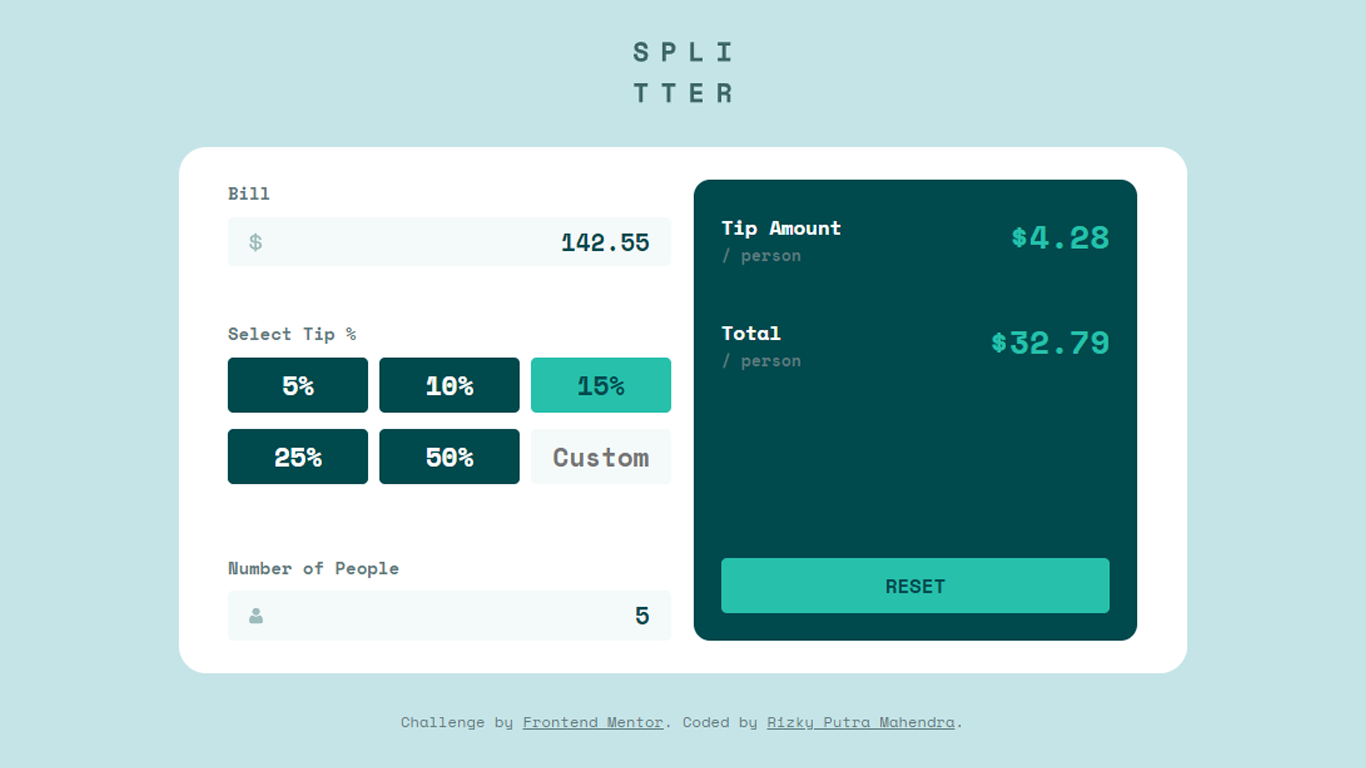 SPLI
TTER
Bill
$ 142.55
Select Tip %
5% 10% 15%
25% 50% Custom
Number of People
5
Tip Amount
/ person
$4.28
Total
/ person
$32.79
RESET
Challenge by Frontend Mentor. Coded by Rizky Putra Mahendra.